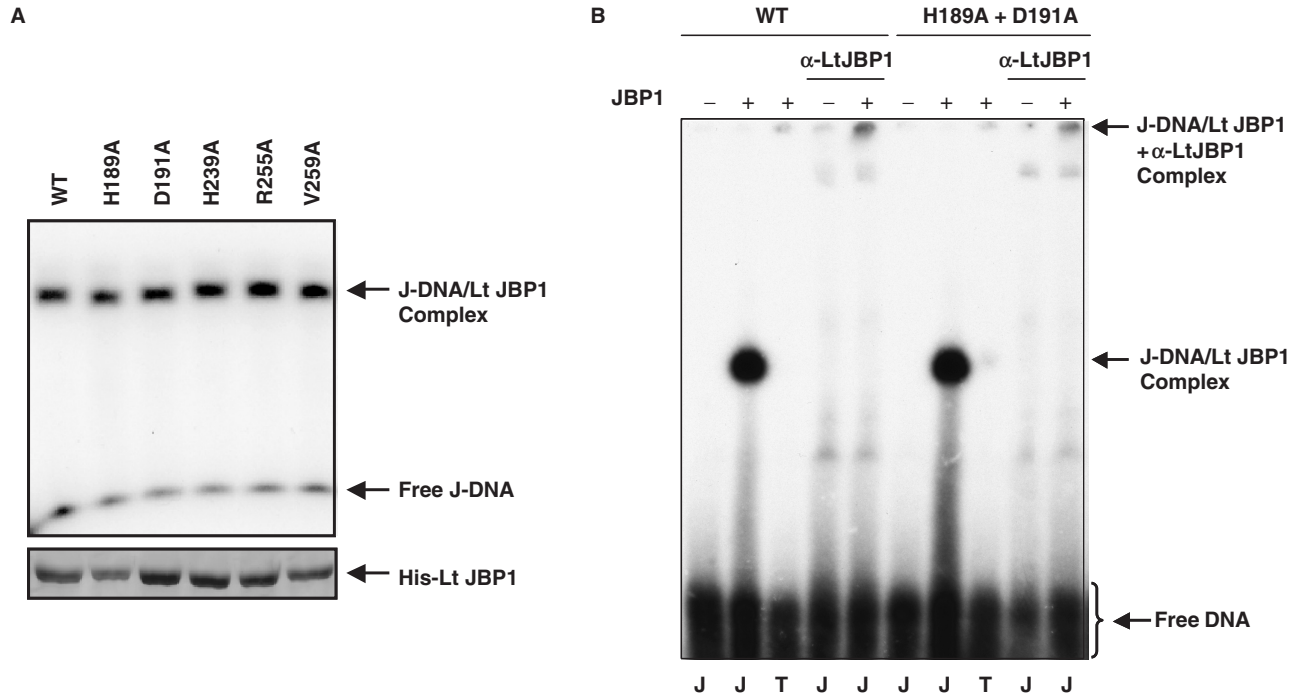 A
WT
H189A
D191A
H239A
R255A
V259A
J-DNA/Lt JBP1
Complex
Free J-DNA
His-Lt JBP1
B
WT H189A + D191A
α-LtJBP1 α-LtJBP1
JBP1 – + + – + – + + – +
J-DNA/Lt JBP1
+ α-LtJBP1
Complex
J-DNA/Lt JBP1
Complex
Free DNA
J J T J J J J T J J